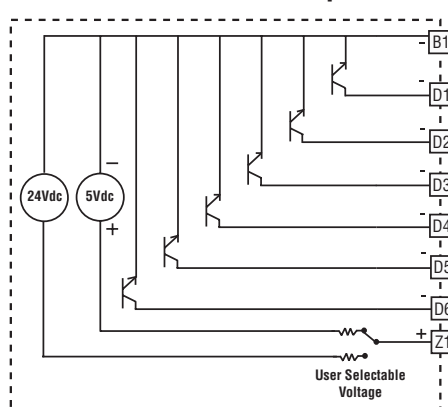 B1
D1
D2
D3
D4
D5
D6
Z1
24Vdc
5Vdc
User Selectable
Voltage